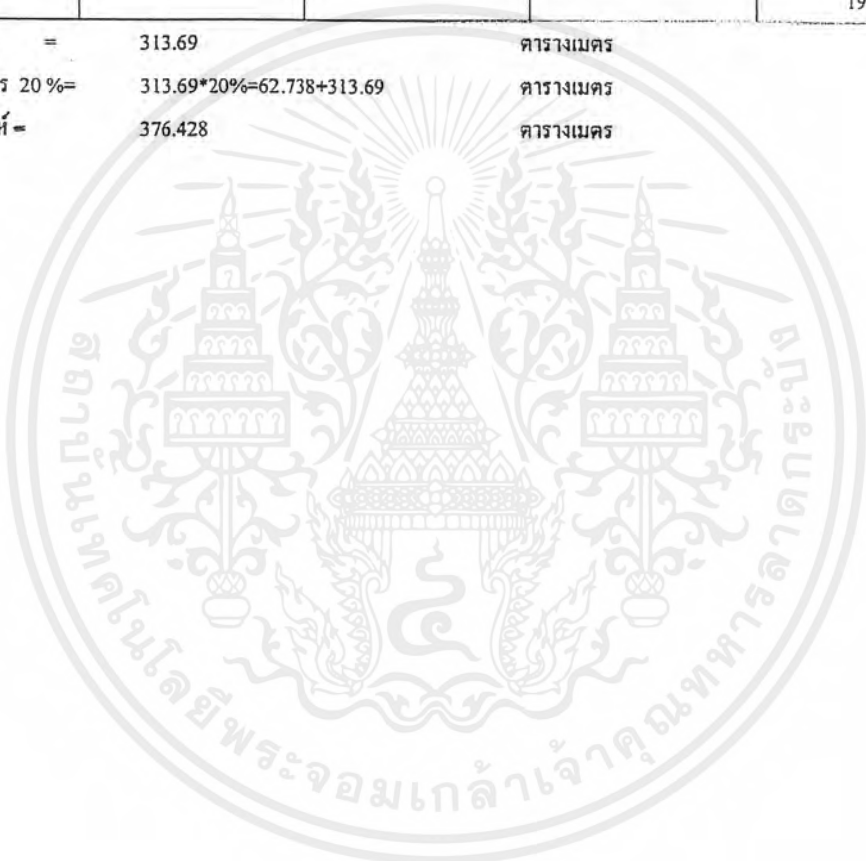 19
= 313.69 ตารางเมตร
ร 20 %= 313.69*20%=62.738+313.69 ตารางเมตร
ที่ = 376.428 ตารางเมตร
สถาบันเทคโนโลยีพระจอมเกล้าเจ้าคุณทหารลาดกระบัง